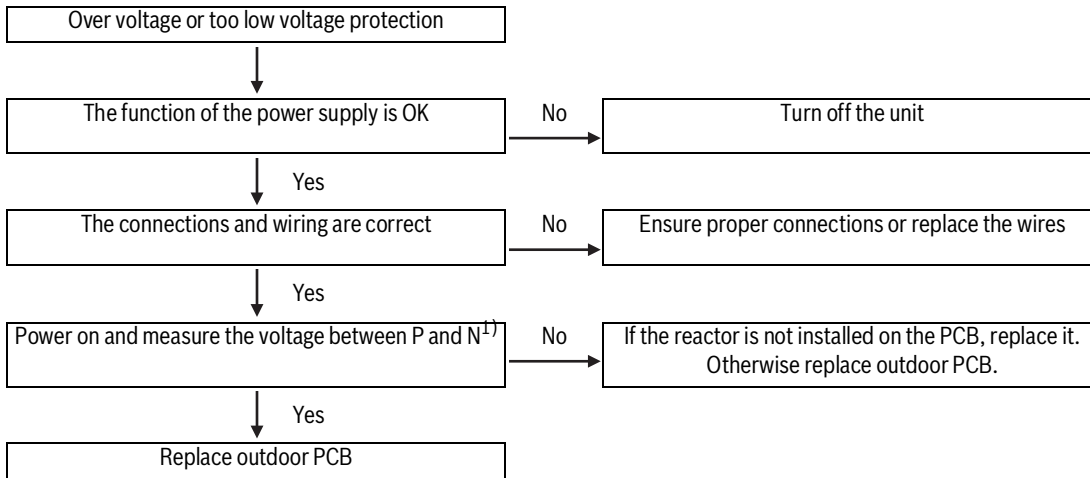 Over voltage or too low voltage protection
The function of the power supply is OK
No
Turn off the unit
Yes
The connections and wiring are correct
No
Ensure proper connections or replace the wires
Yes
Power on and measure the voltage between P and N1)
No
If the reactor is not installed on the PCB, replace it.
Otherwise replace outdoor PCB.
Yes
Replace outdoor PCB